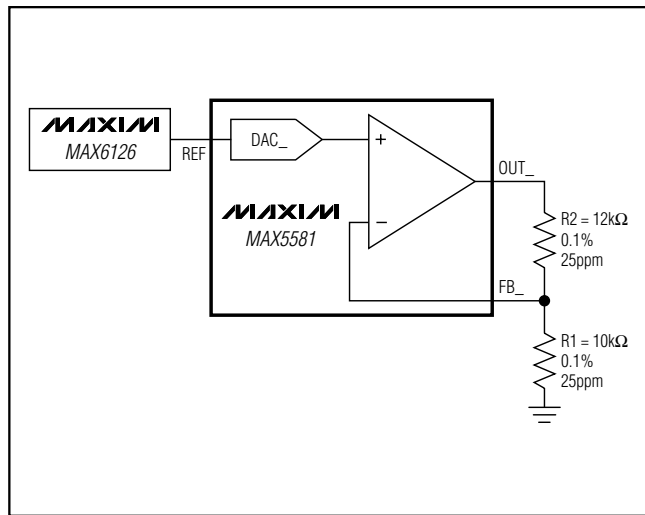 MAXIM
MAX6126
REF
DAC_
+
−
MAXIM
MAX5581
OUT_
R2 = 12kΩ
0.1%
25ppm
FB_
R1 = 10kΩ
0.1%
25ppm